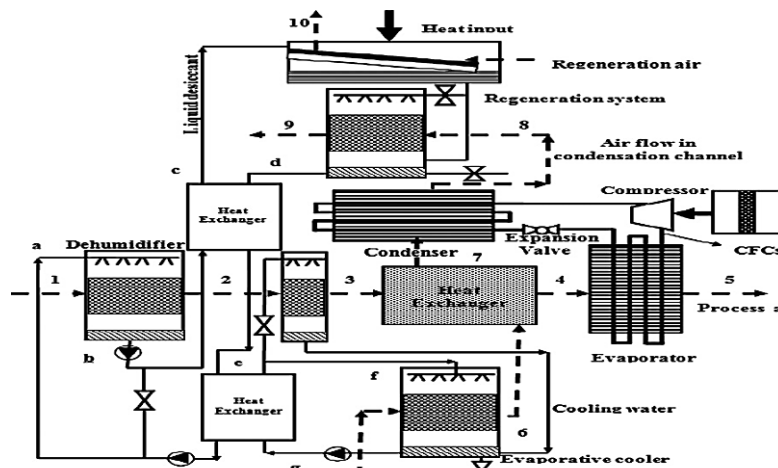 10
Heat input
Regeneration air
Liquid desiccant
Regeneration system
9
8
Air flow in
condensation channel
c
d
Compressor
Heat
Exchanger
a
Dehumidifier
Condenser
Expansion
Valve
CFCs
1
2
3
7
Heat
Exchanger
4
5
Process a
b
Evaporator
e
f
Heat
Exchanger
Cooling water
6
Evaporative cooler